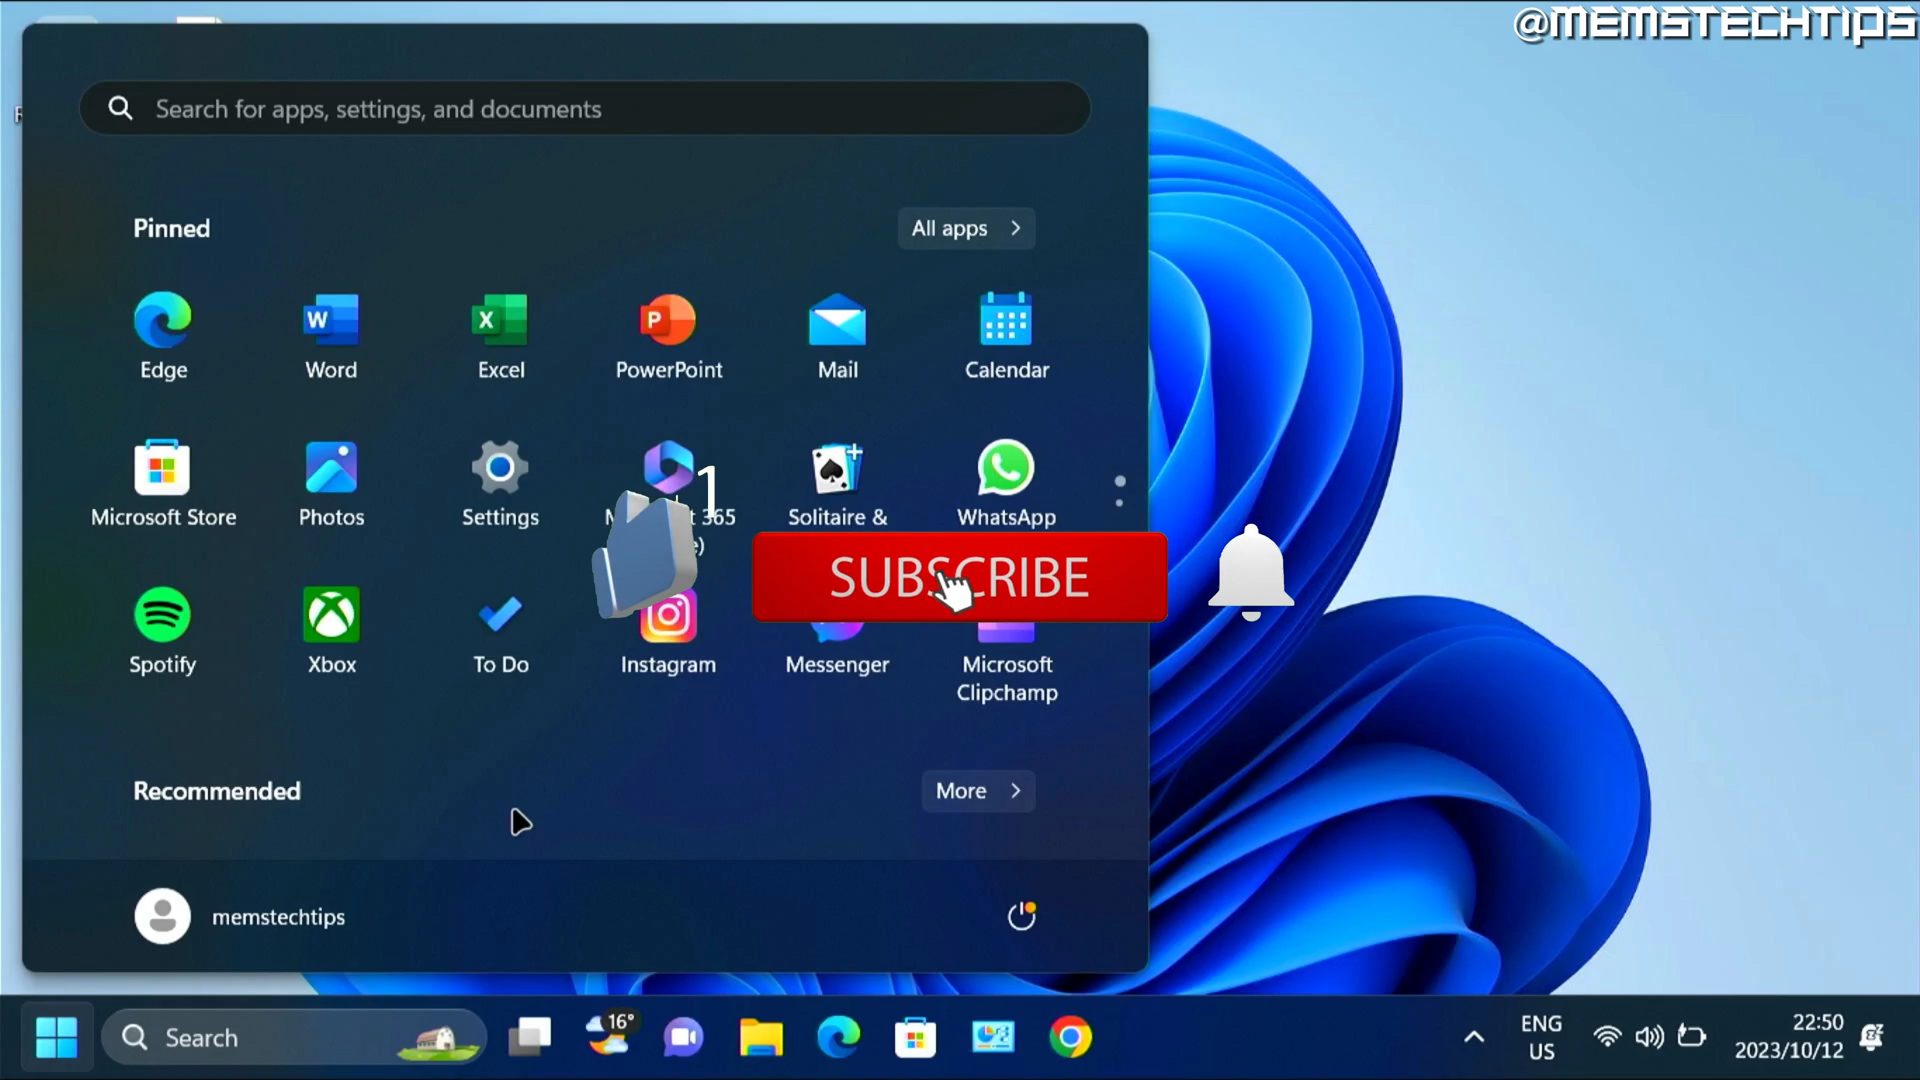 @MEMSTECHTIPS
Search for apps, settings, and documents
Pinned
All apps
Edge
Word
Excel
PowerPoint
Mail
Calendar
Microsoft Store
Photos
Settings
365
Solitaire &
WhatsApp
1
SUBSCRIBE
Spotify
Xbox
To Do
Instagram
Messenger
Microsoft
Clipchamp
Recommended
More
memstechtips
Search
16°
ENG
US
22:50
2023/10/12